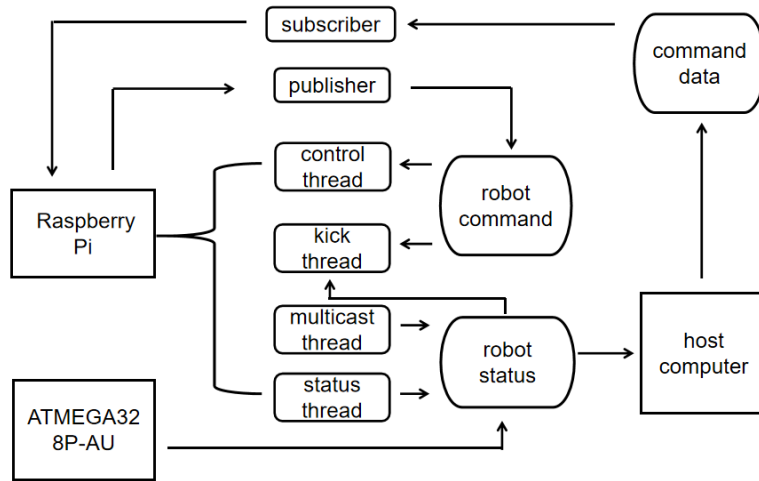 subscriber
command
data
publisher
control
thread
robot
command
Raspberry
Pi
kick
thread
multicast
thread
robot
status
host
computer
status
thread
ATMEGA32
8P-AU